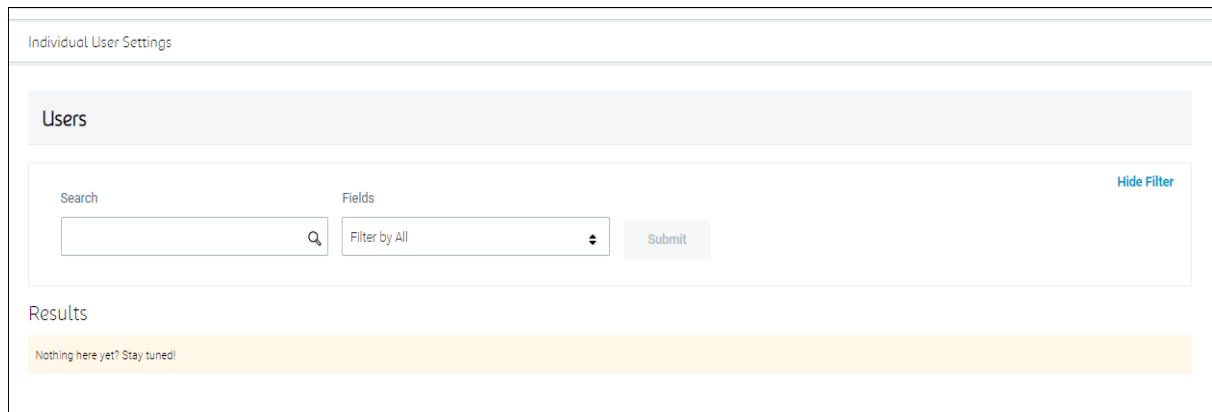 Individual User Settings
Users
Hide Filter
Search
Fields
Filter by All
Submit
Results
Nothing here yet? Stay tuned!